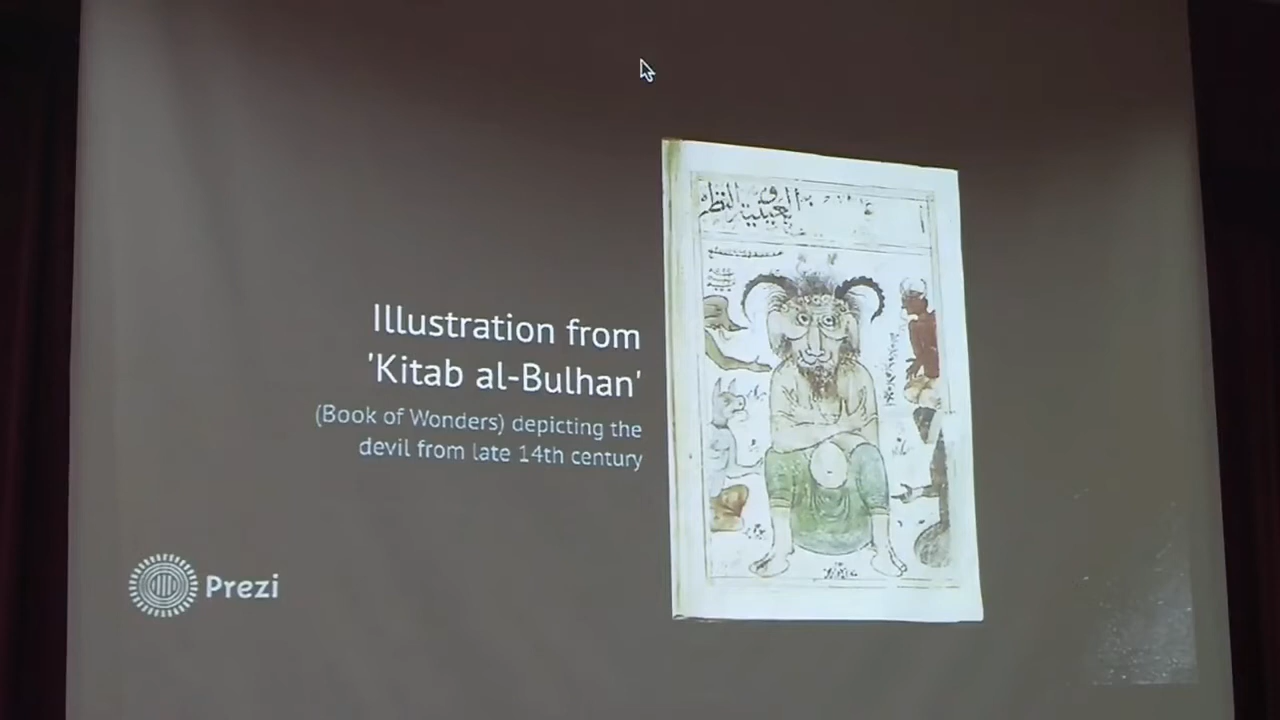 Illustration from
'Kitab al-Bulhan'
(Book of Wonders) depicting the
devil from late 14th century
Prezi